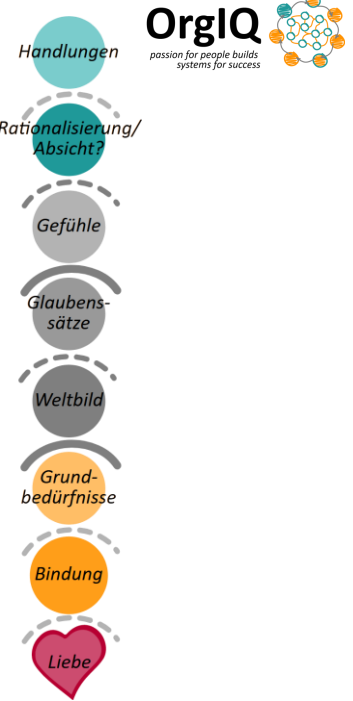 OrgIQ
passion for people builds
systems for success
Handlungen
Rationalisierung/
Absicht?
Gefühle
Glaubens-
sätze
Weltbild
Grund-
bedürfnisse
Bindung
Liebe